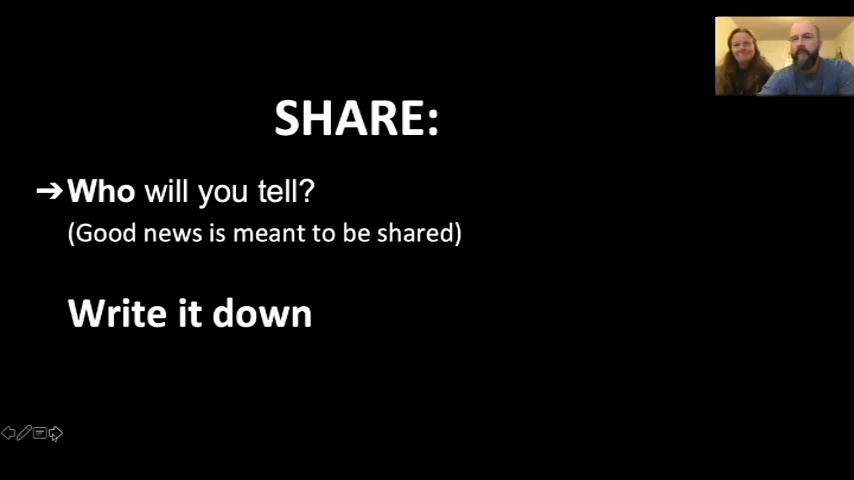 SHARE:
➔Who will you tell?
(Good news is meant to be shared)
Write it down